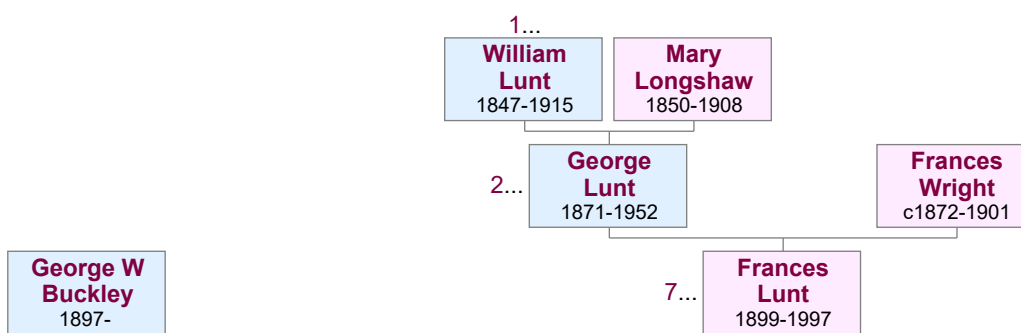 1...
William
Lunt
1847-1915
Mary
Longshaw
1850-1908
2...
George
Lunt
1871-1952
Frances
Wright
c1872-1901
George W
Buckley
1897-
7...
Frances
Lunt
1899-1997